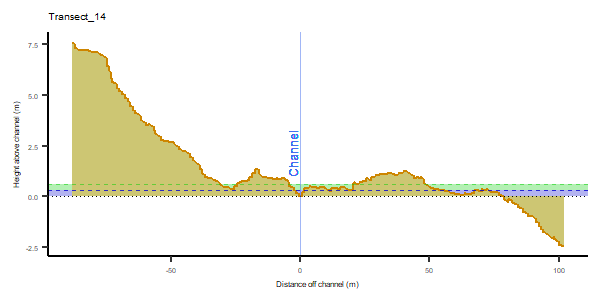 Transect_14
Height above channel (m)
7.5
5.0
2.5
0.0
-2.5
Channel
-50
0
50
100
Distance off channel (m)